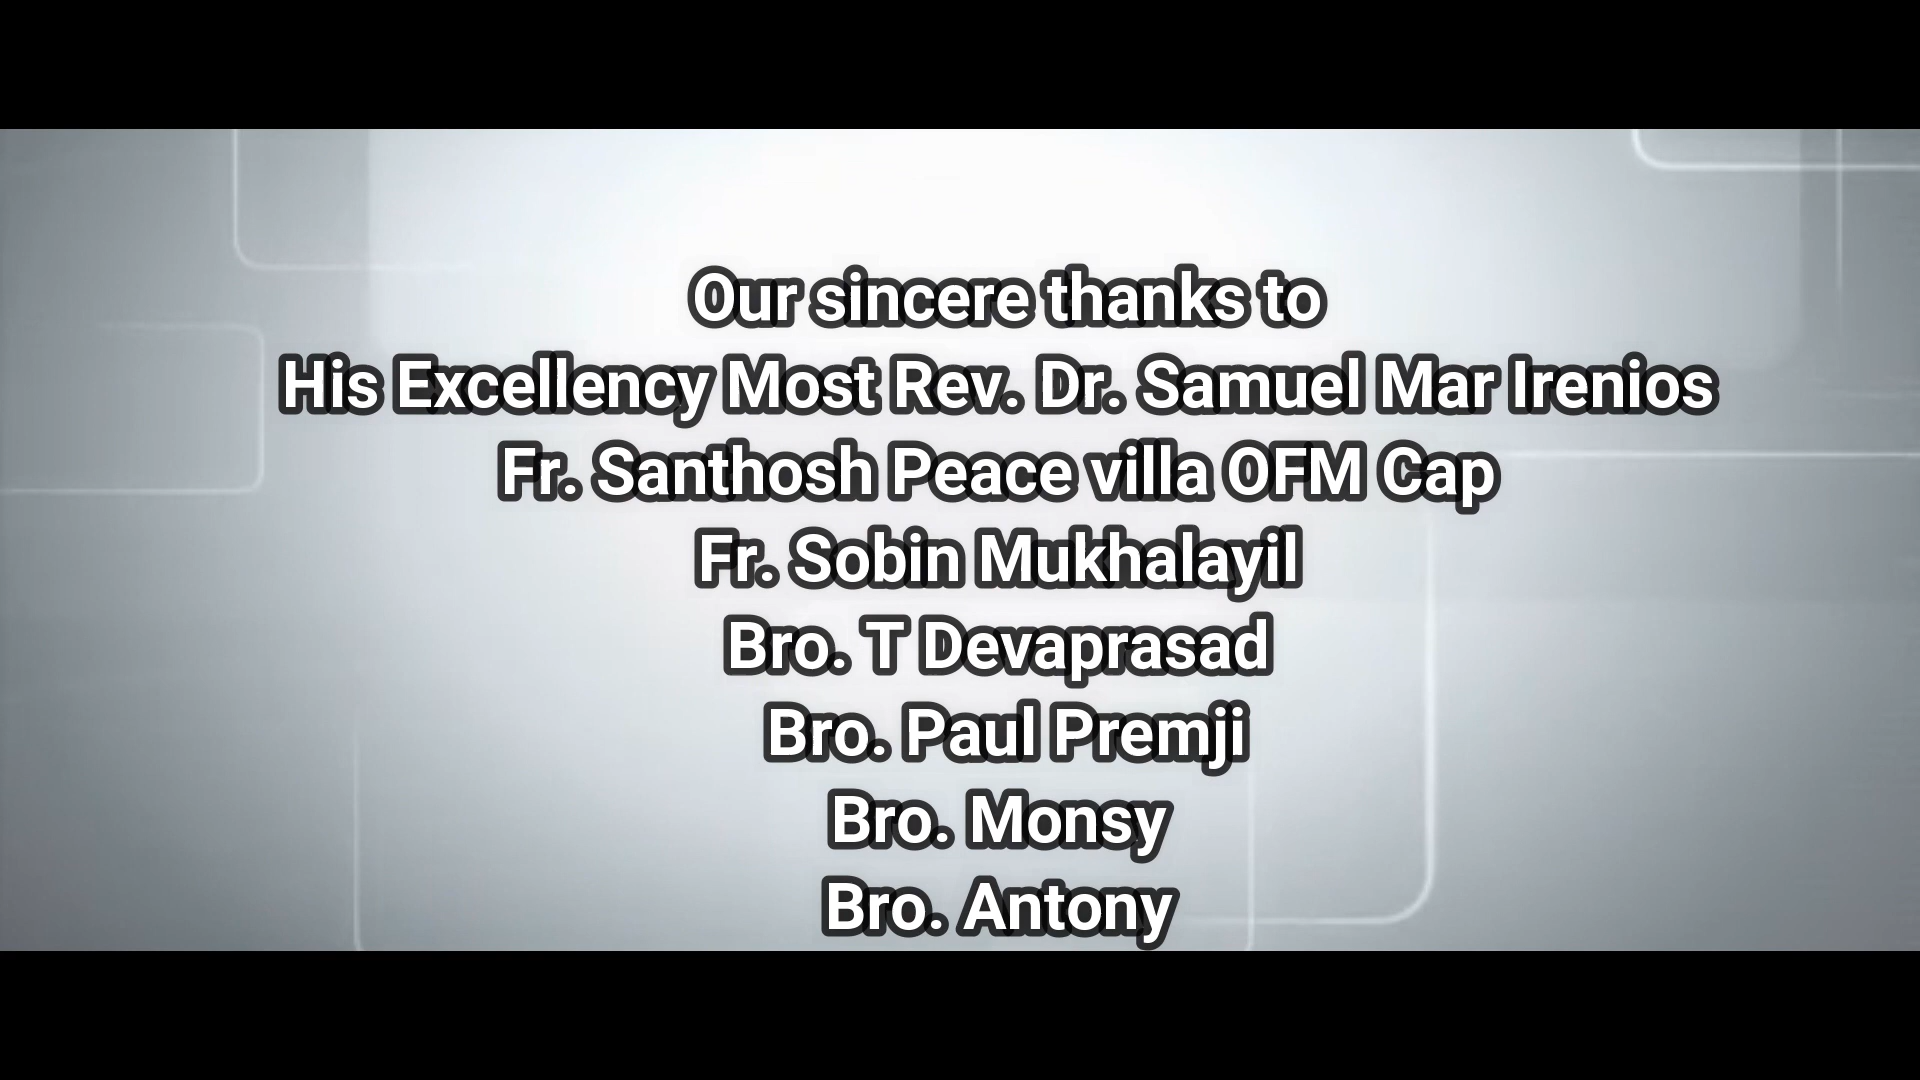 Our sincere thanks to
His Excellency Most Rev. Dr. Samuel Mar Irenios
Fr. Santhosh Peace villa OFM Cap
Fr. Sobin Mukhalayil
Bro. T Devaprasad
Bro. Paul Premji
Bro. Monsy
Bro. Antony